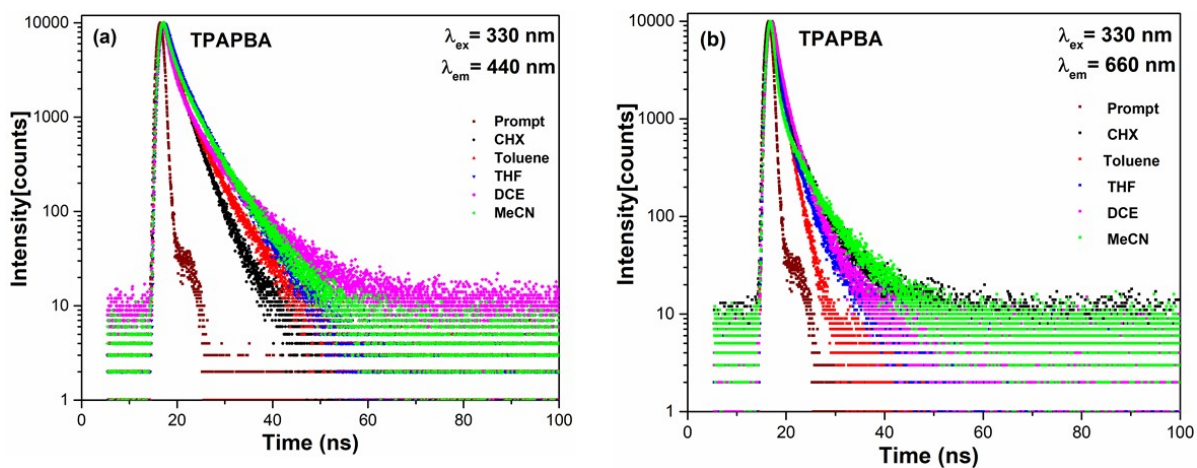 (a)
TPAPBA
λex= 330 nm
λem= 440 nm
Prompt
CHX
Toluene
THF
DCE
MeCN
Intensity[counts]
10000
1000
100
10
1
0 20 40 60 80 100
Time (ns)
(b)
TPAPBA
λex= 330 nm
λem= 660 nm
Prompt
CHX
Toluene
THF
DCE
MeCN
Intensity[counts]
10000
1000
100
10
1
0 20 40 60 80 100
Time (ns)